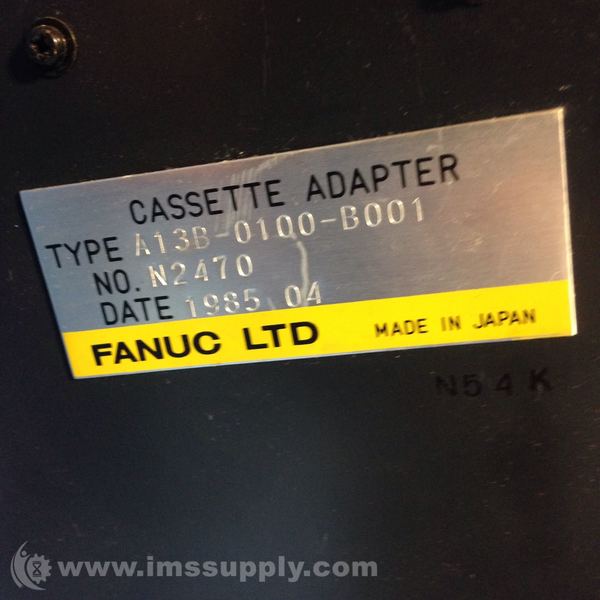 CASSETTE ADAPTER
TYPE A13B-0100-B001
NO. N2470
DATE 1985.04
FANUC LTD MADE IN JAPAN
N54K
www.imssupply.com